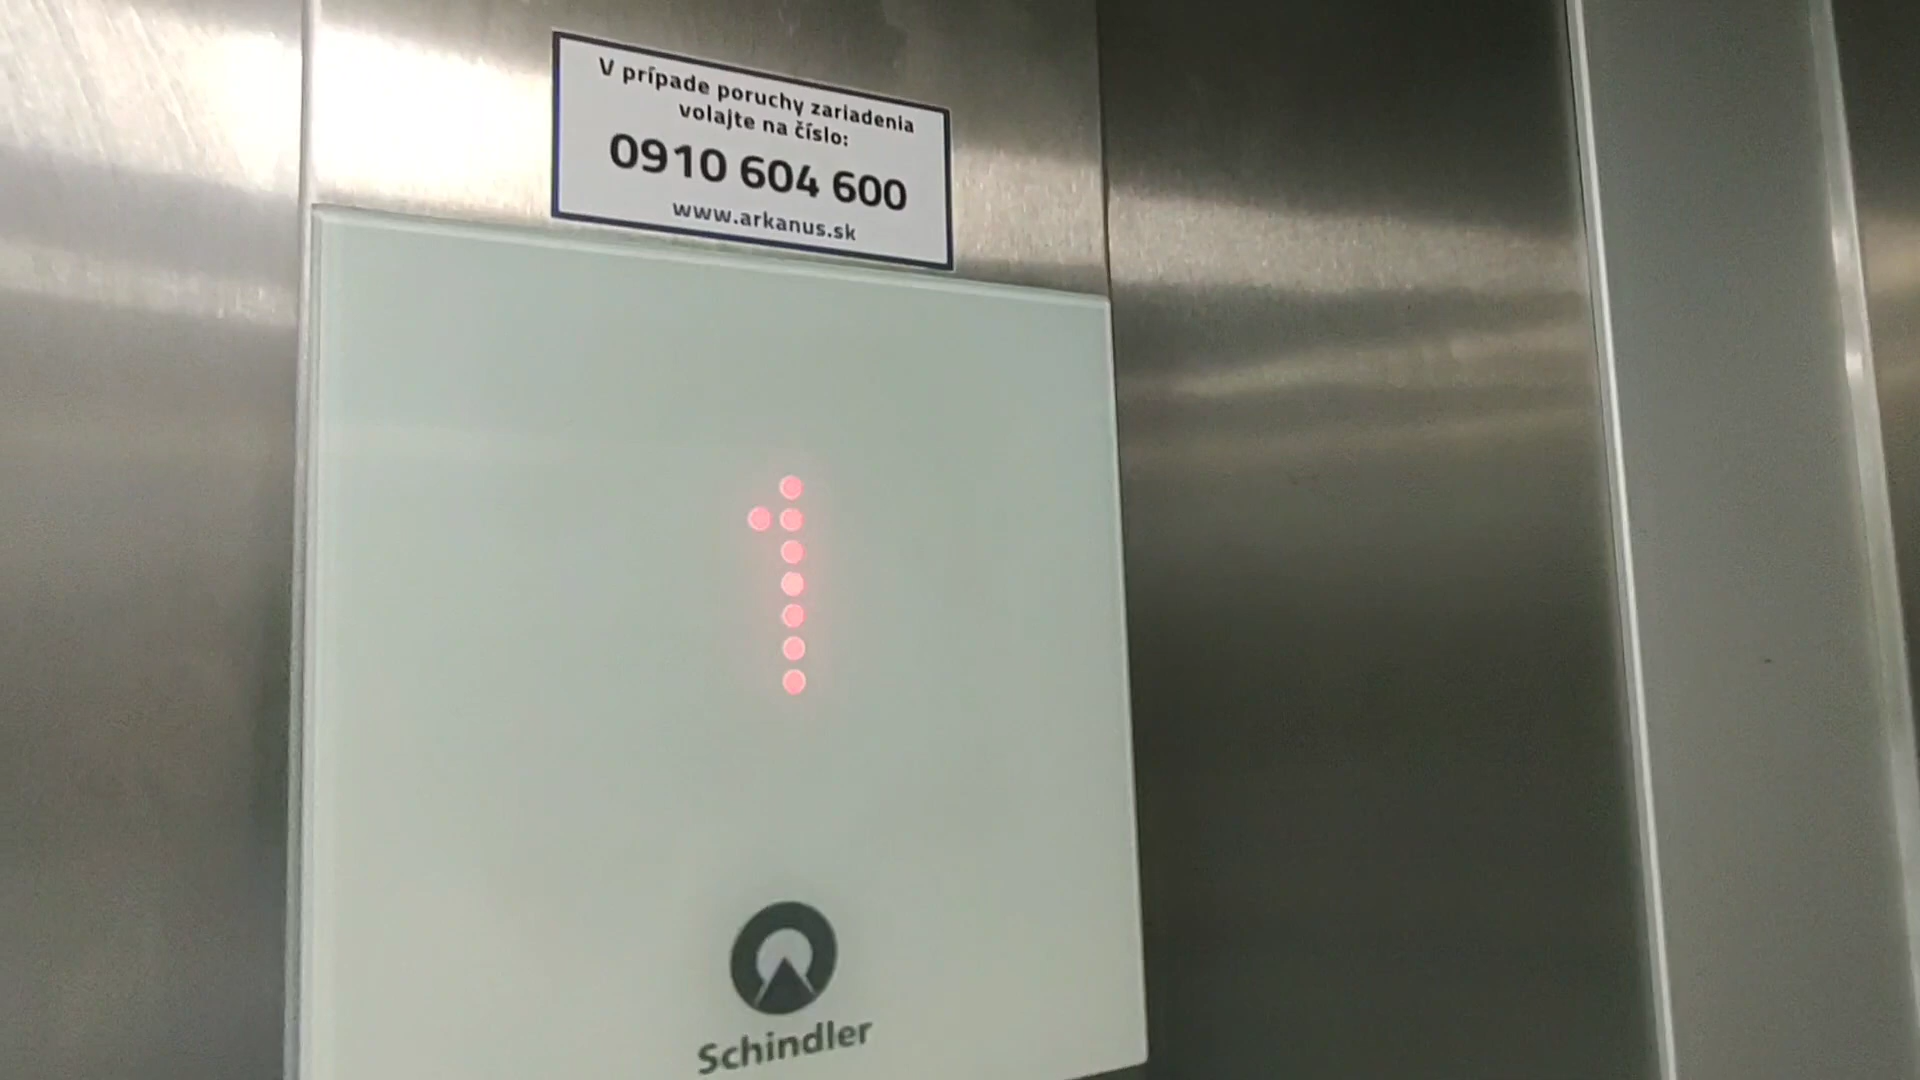 V prípade poruchy zariadenia
volajte na číslo:
0910 604 600
www.arkanus.sk
1
Schindler